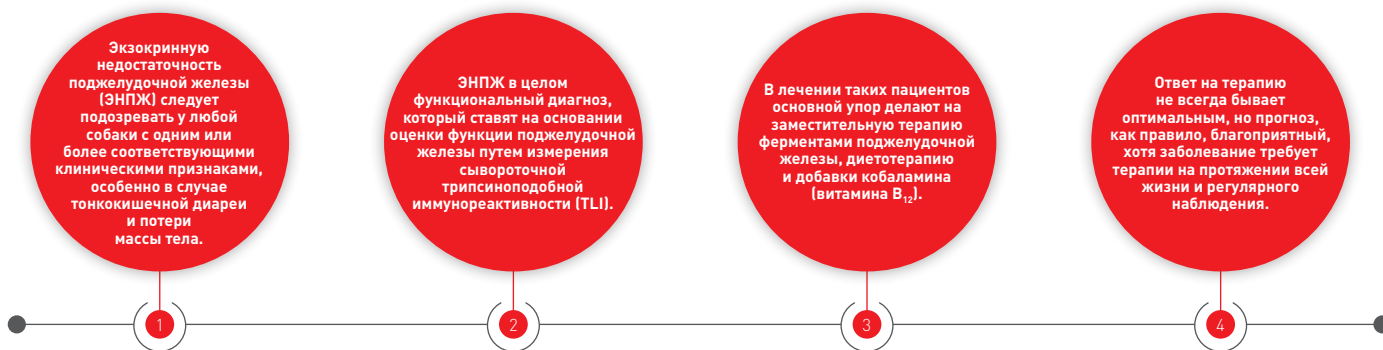 Экзокринную
недостаточность
поджелудочной железы
(ЭНПЖ) следует
подозревать у любой
собаки с одним или
более соответствующими
клиническими признаками,
особенно в случае
тонкокишечной диареи
и потери
массы тела.
ЭНПЖ в целом
функциональный диагноз,
который ставят на основании
оценки функции поджелудочной
железы путем измерения
сывороточной
трипсиноподобной
иммунореактивности (TLI).
В лечении таких пациентов
основной упор делают на
заместительную терапию
ферментами поджелудочной
железы, диетотерапию
и добавки кобаламина
(витамина B₁₂).
Ответ на терапию
не всегда бывает
оптимальным, но прогноз,
как правило, благоприятный,
хотя заболевание требует
терапии на протяжении всей
жизни и регулярного
наблюдения.
1
2
3
4